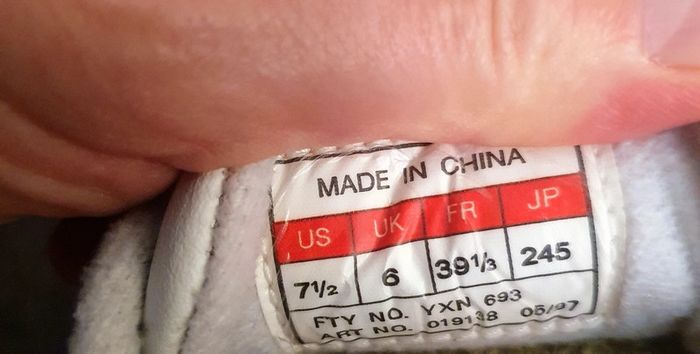 MADE IN CHINA
US UK FR JP
7½ 6 39⅓ 245
FTY NO. YXN 693
ART NO. 019138 05/97